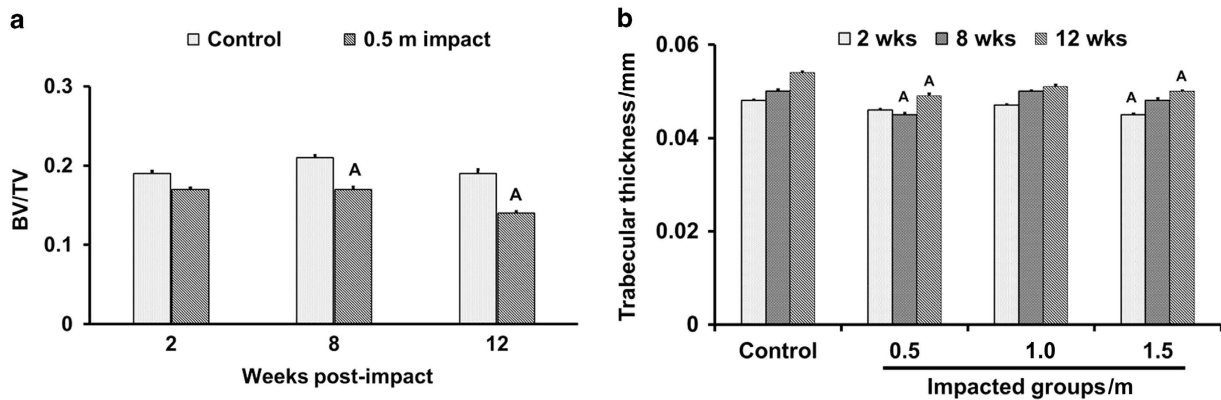 a
Control 0.5 m impact
0.3
0.2
0.1
0
BV/TV
A
A
2 8 12
Weeks post-impact
b
2 wks 8 wks 12 wks
0.06
0.04
0.02
0
Trabecular thickness/mm
A A
A A
Control 0.5 1.0 1.5
Impacted groups/m